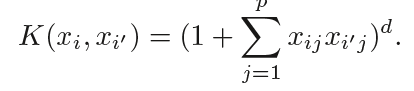 K(x_i, x_{i'}) = (1 + \sum_{j=1}^{p} x_{ij} x_{i'j})^d.